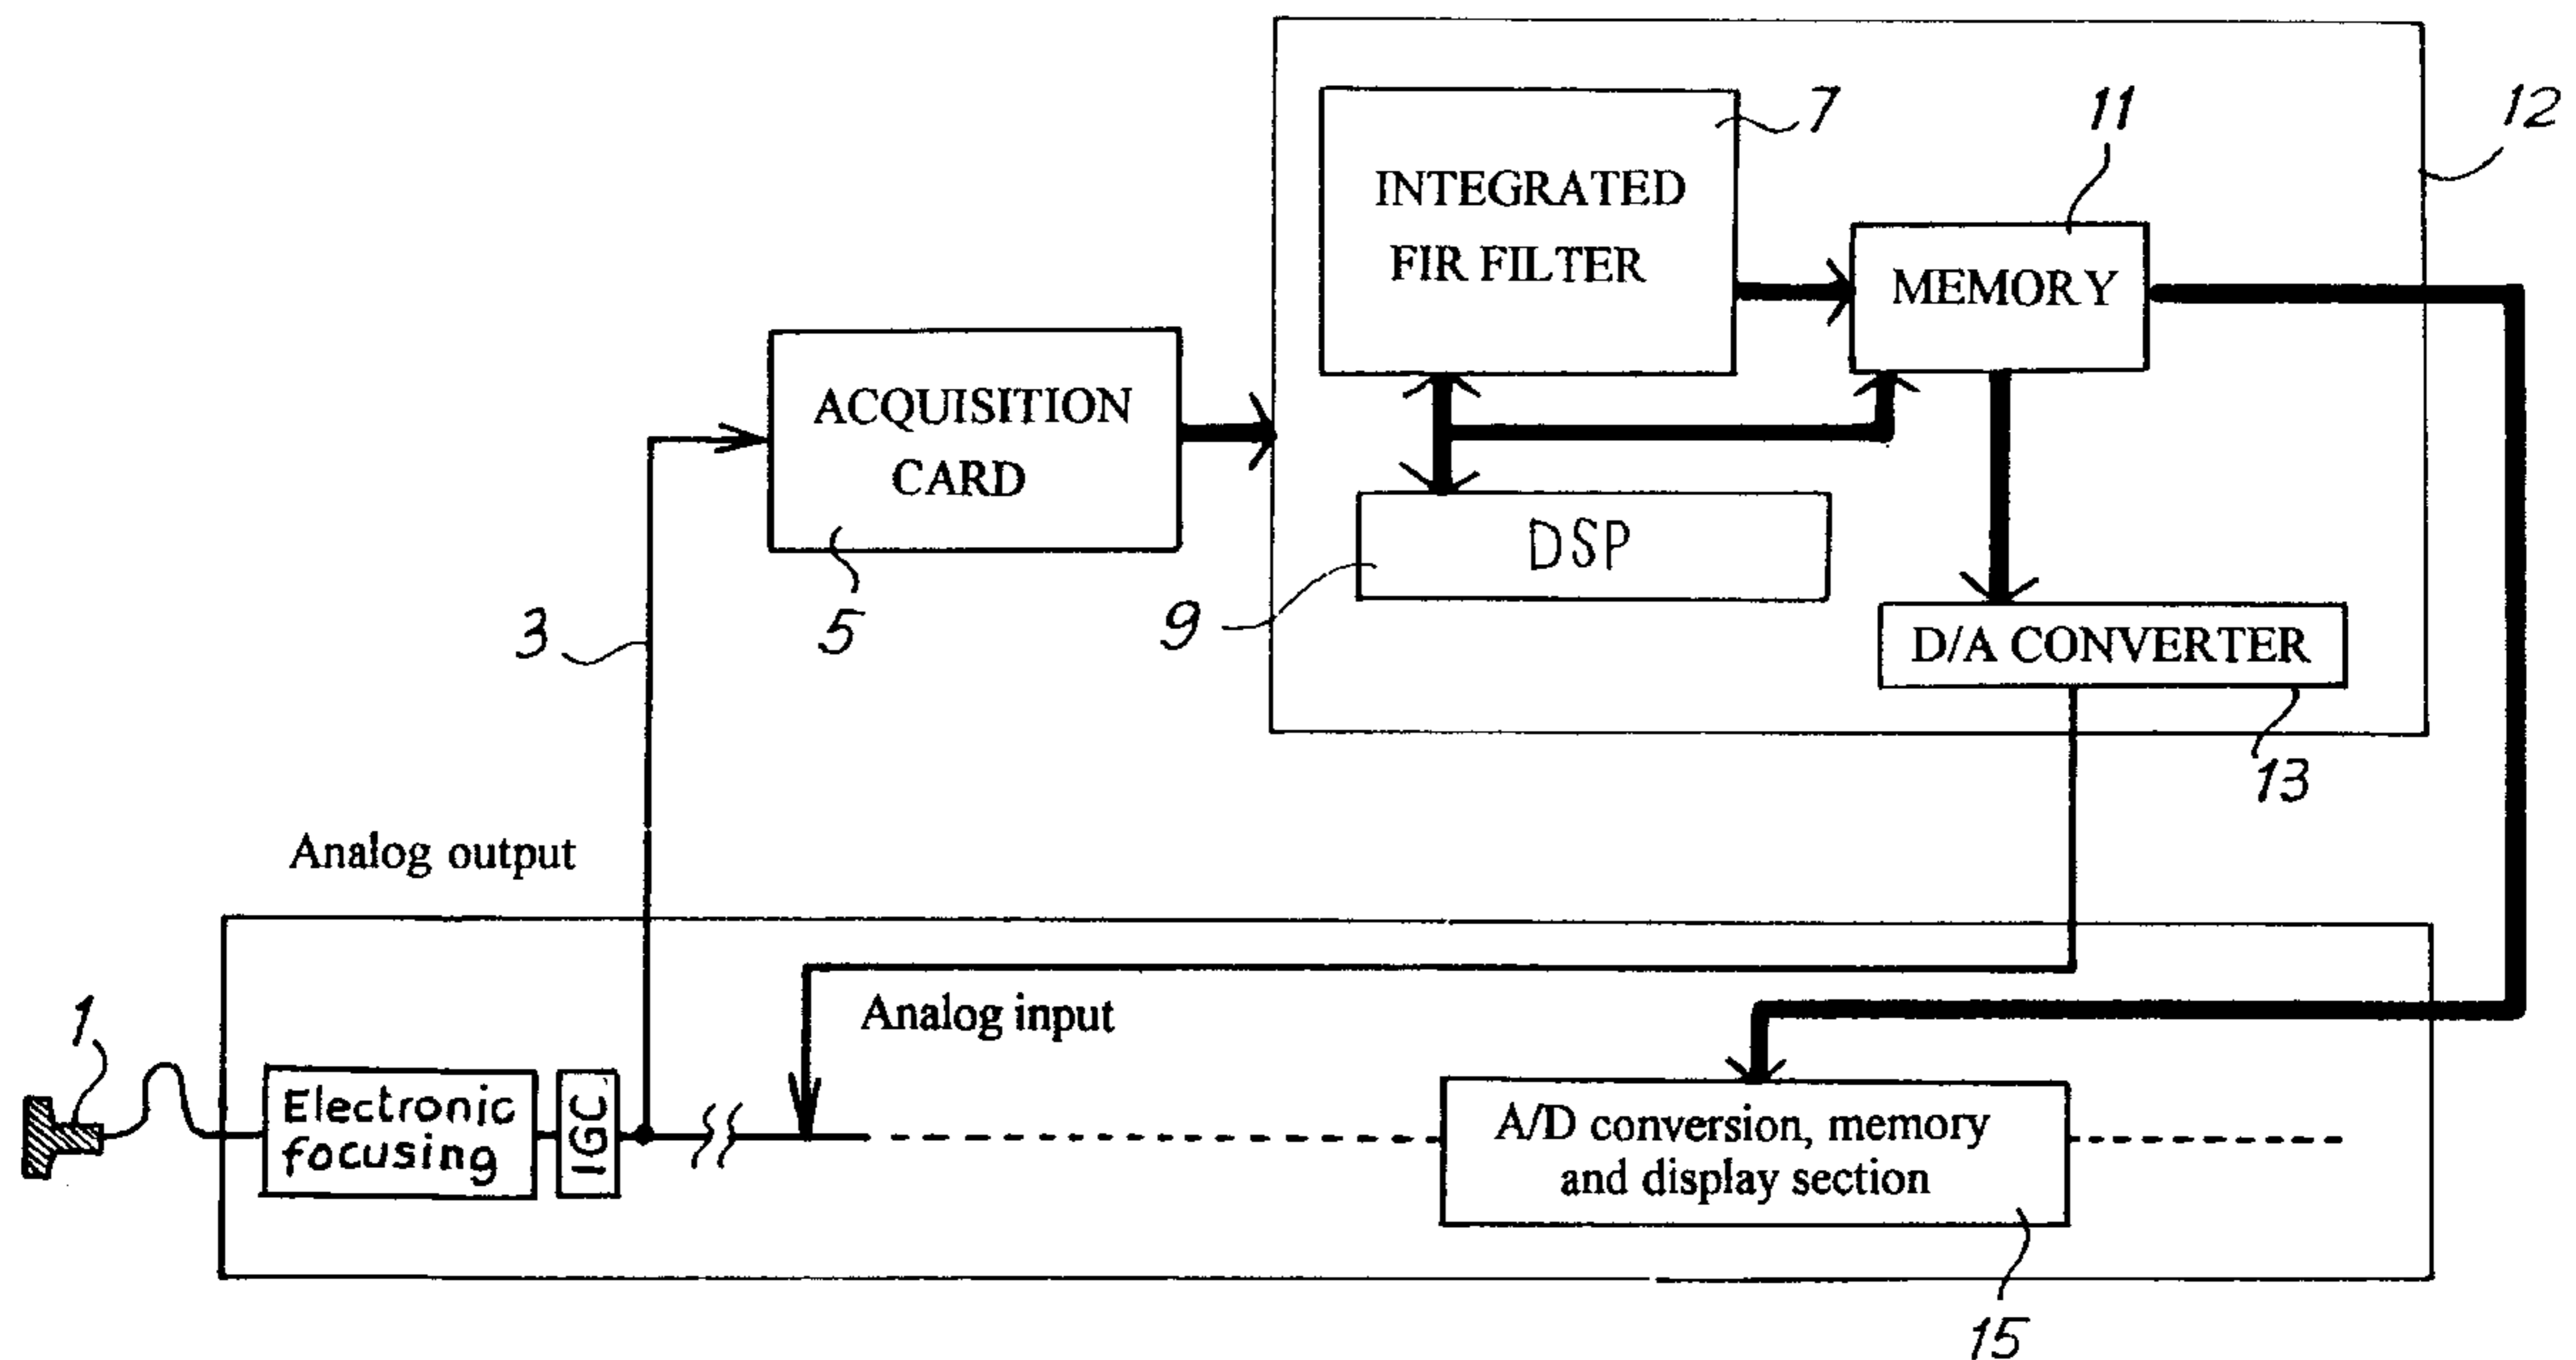 7
11
12
INTEGRATED
FIR FILTER
MEMORY
ACQUISITION
CARD
DSP
3
5
9
D/A CONVERTER
13
Analog output
Analog input
1
Electronic
focusing
IGC
A/D conversion, memory
and display section
15